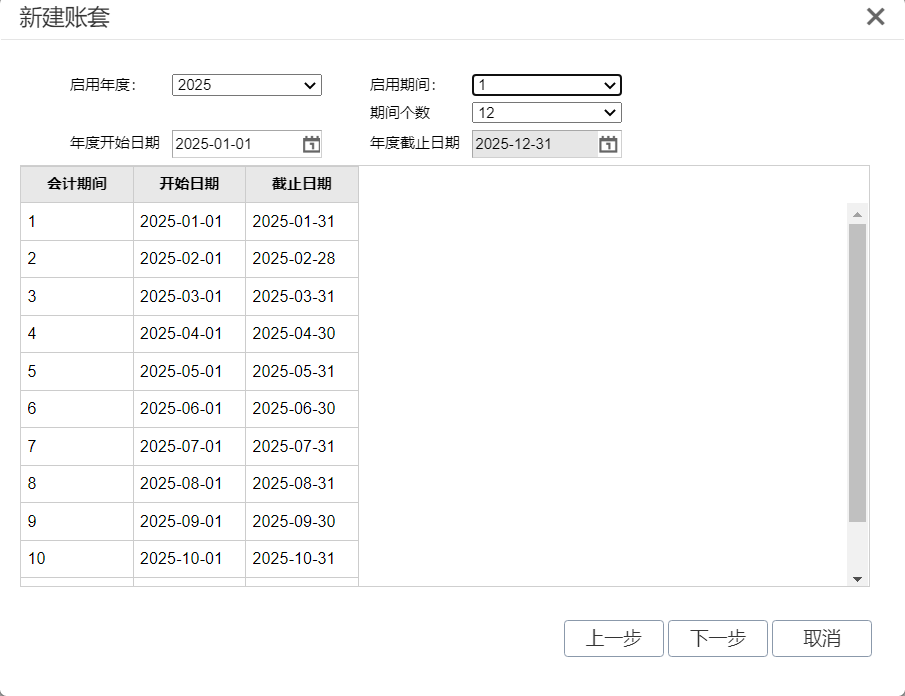 新建账套
启用年度： 2025 启用期间： 1
期间个数 12
年度开始日期 2025-01-01 年度截止日期 2025-12-31
会计期间 开始日期 截止日期
1 2025-01-01 2025-01-31
2 2025-02-01 2025-02-28
3 2025-03-01 2025-03-31
4 2025-04-01 2025-04-30
5 2025-05-01 2025-05-31
6 2025-06-01 2025-06-30
7 2025-07-01 2025-07-31
8 2025-08-01 2025-08-31
9 2025-09-01 2025-09-30
10 2025-10-01 2025-10-31
上一步 下一步 取消